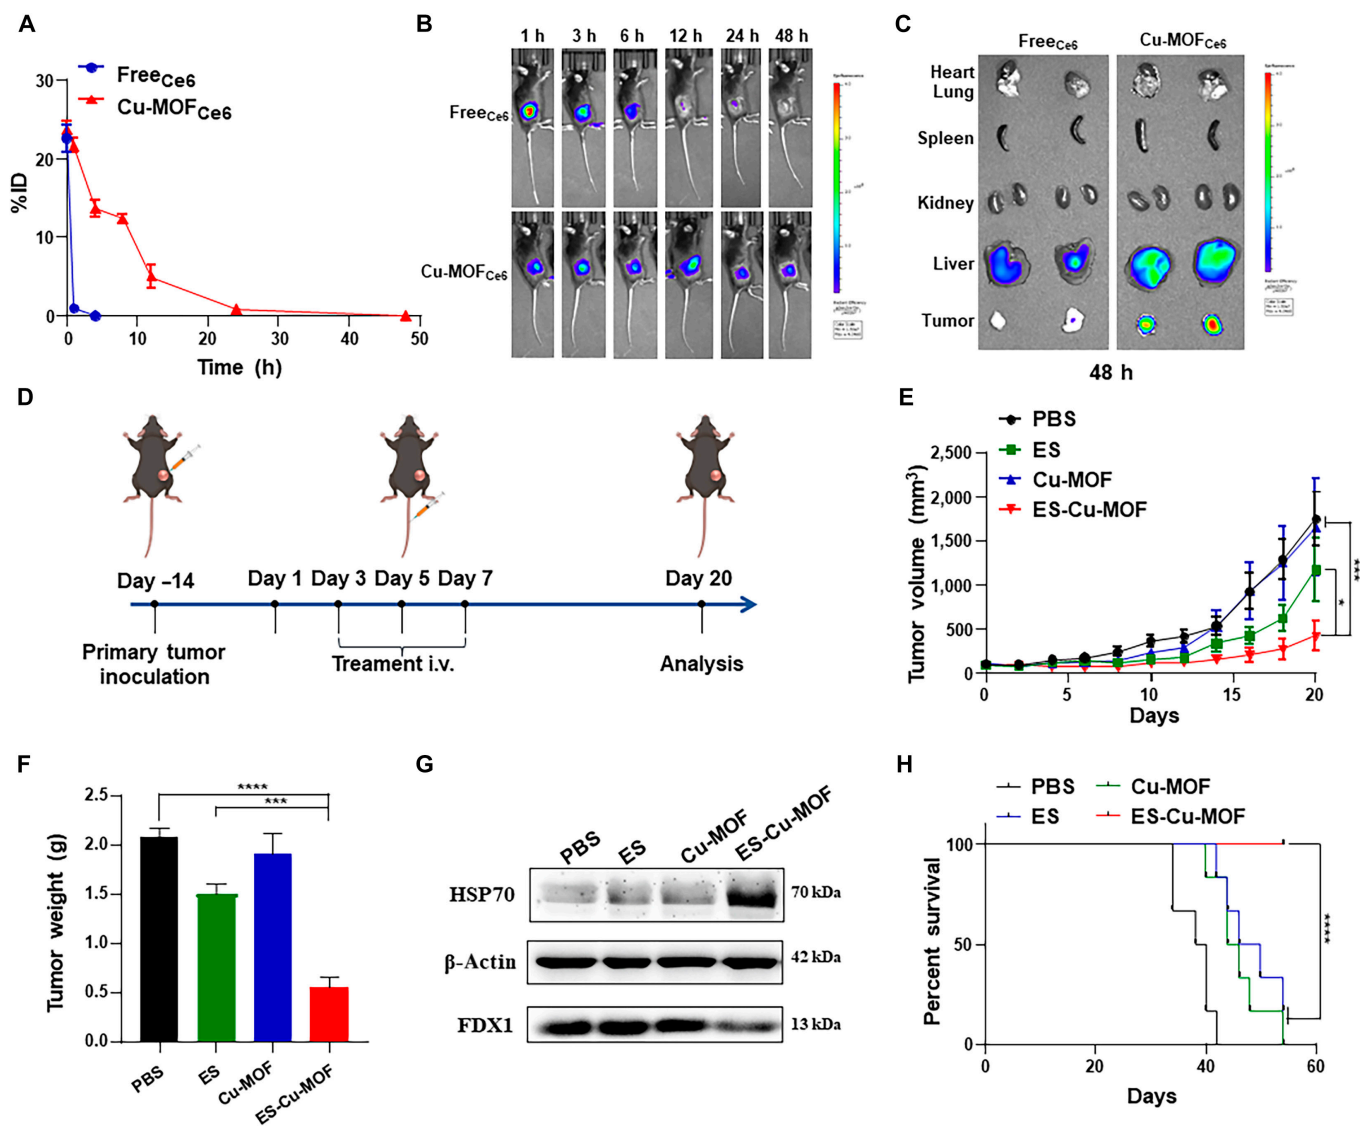 A
Free Ce6
Cu-MOF Ce6
30
20
10
0
%ID
0 10 20 30 40 50
Time (h)
B
1 h 3 h 6 h 12 h 24 h 48 h
Free Ce6
Cu-MOF Ce6
C
Free Ce6 Cu-MOF Ce6
Heart
Lung
Spleen
Kidney
Liver
Tumor
48 h
D
Day –14 Day 1 Day 3 Day 5 Day 7 Day 20
Primary tumor
inoculation
Treament i.v.
Analysis
E
PBS
ES
Cu-MOF
ES-Cu-MOF
2,500
2,000
1,500
1,000
500
0
Tumor volume (mm3)
0 5 10 15 20
Days
***
*
F
****
***
2.5
2.0
1.5
1.0
0.5
0.0
Tumor weight (g)
PBS ES Cu-MOF ES-Cu-MOF
G
PBS ES Cu-MOF ES-Cu-MOF
HSP70 70 kDa
β-Actin 42 kDa
FDX1 13 kDa
H
PBS Cu-MOF
ES ES-Cu-MOF
100
50
0
Percent survival
0 20 40 60
Days
****